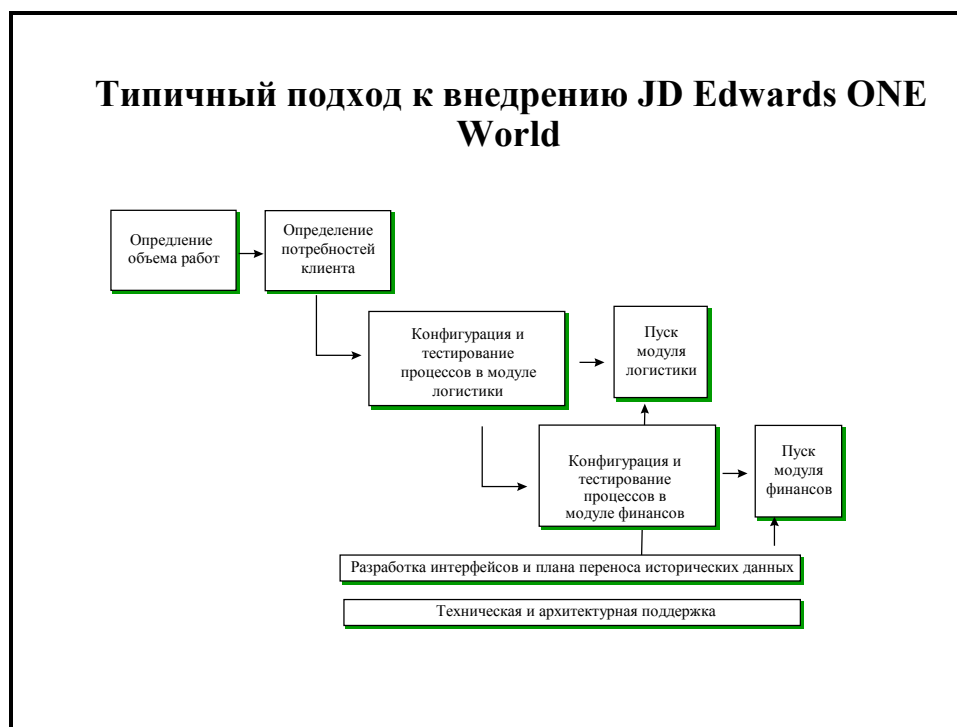 Типичный подход к внедрению JD Edwards ONE
World
Опредление
объема работ
Определение
потребностей
клиента
Конфигурация и
тестирование
процессов в модуле
логистики
Пуск
модуля
логистики
Конфигурация и
тестирование
процессов в
модуле финансов
Пуск
модуля
финансов
Разработка интерфейсов и плана переноса исторических данных
Техническая и архитектурная поддержка